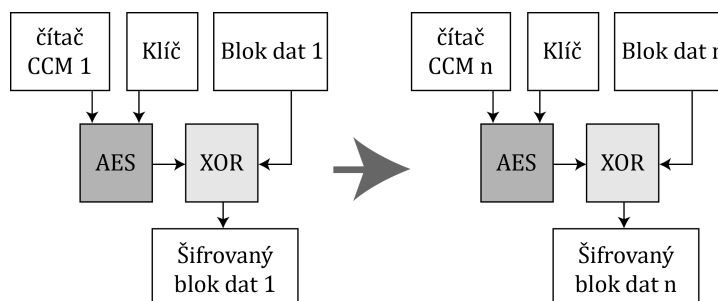 čítač
CCM 1
Klíč
Blok dat 1
AES
XOR
Šifrovaný
blok dat 1
čítač
CCM n
Klíč
Blok dat n
AES
XOR
Šifrovaný
blok dat n